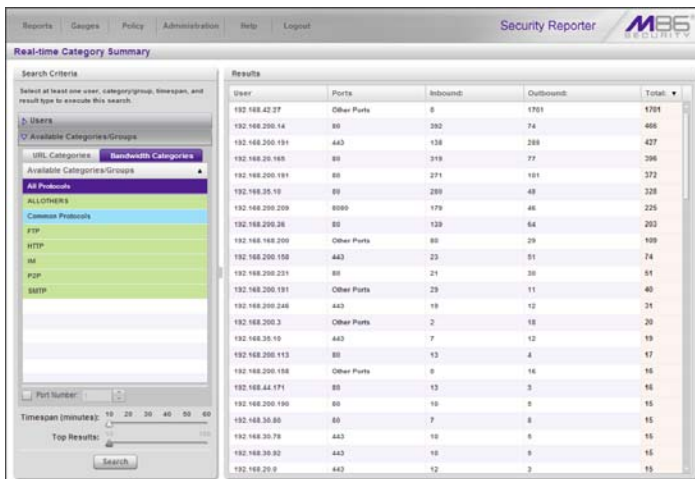 Reports Gauges Policy Administration Help Logout
Security Reporter
M86 SECURITY
Real-time Category Summary
Search Criteria
Select at least one user, category/group, timespan, and
result type to execute this search.
Users
Available Categories/Groups
URL Categories Bandwidth Categories
Available Categories/Groups
All Protocols
ALLOTHERS
Common Protocols
FTP
HTTP
IM
P2P
SMTP
Port Number:
Timespan (minutes): 10 20 30 40 50 60
Top Results:
Search
Results
User Ports Inbound: Outbound: Total:
192.168.42.27 Other Ports 0 1701 1701
192.168.200.14 80 392 74 466
192.168.200.191 443 138 289 427
192.168.20.165 80 319 77 396
192.168.200.191 80 271 101 372
192.168.35.10 80 280 48 328
192.168.200.209 8080 179 46 225
192.168.200.36 80 139 64 203
192.168.168.200 Other Ports 80 29 109
192.168.200.158 443 23 51 74
192.168.200.231 80 21 30 51
192.168.200.191 Other Ports 29 11 40
192.168.200.246 443 19 12 31
192.168.200.3 Other Ports 2 18 20
192.168.35.10 443 7 12 19
192.168.200.113 80 13 4 17
192.168.200.158 Other Ports 0 16 16
192.168.44.171 80 13 3 16
192.168.200.190 80 10 5 15
192.168.30.80 80 7 8 15
192.168.30.78 443 10 5 15
192.168.30.92 443 10 5 15
192.168.20.0 443 12 3 15